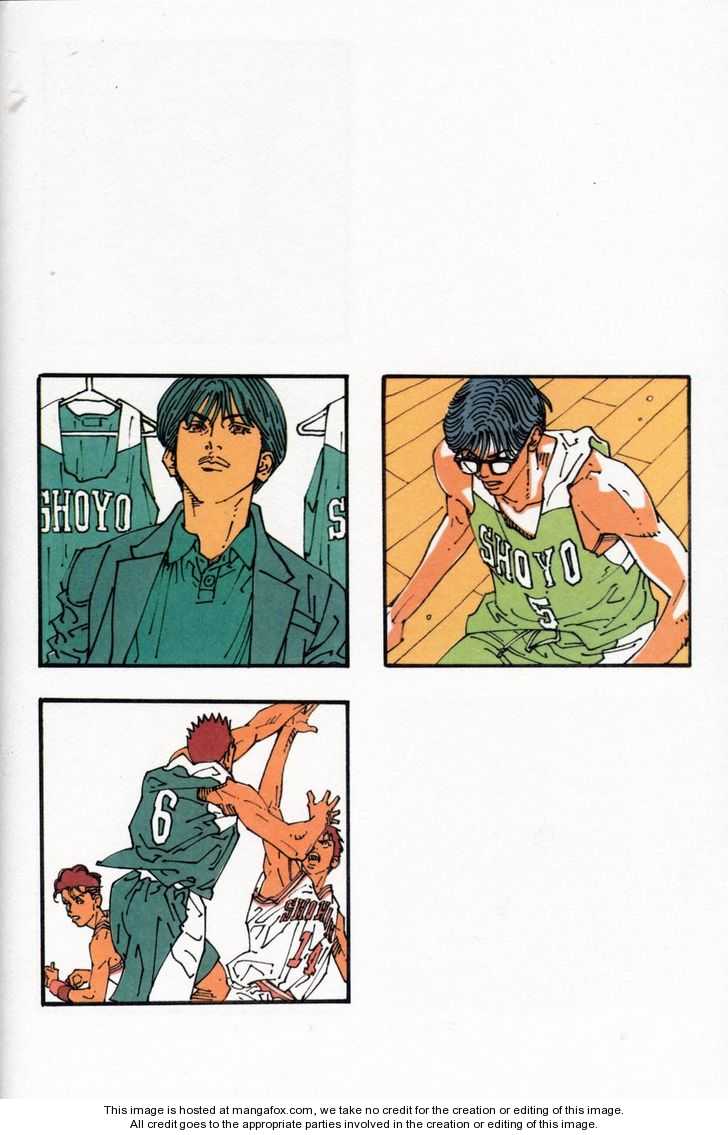 SHOYO
S
SHOYO
5
6
SHOHO
14
This image is hosted at mangafox.com, we take no credit for the creation or editing of this image.
All credit goes to the appropriate parties involved in the creation or editing of this image.